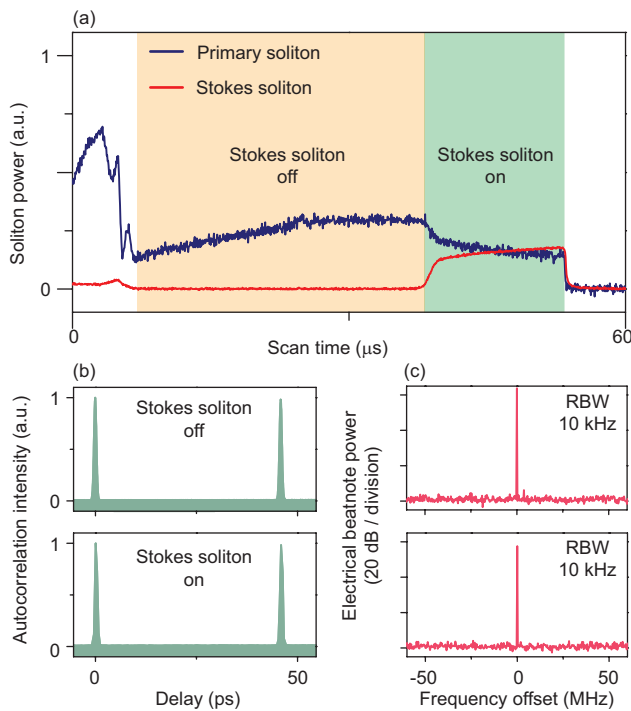 (a)
1
Primary soliton
Stokes soliton
Stokes soliton
off
Stokes soliton
on
Soliton power (a.u.)
0
0
60
Scan time (μs)
(b)
(c)
1
Stokes soliton
off
0
1
Stokes soliton
on
0
Autocorrelation intensity (a.u.)
0
50
Delay (ps)
RBW
10 kHz
RBW
10 kHz
Electrical beatnote power
(20 dB / division)
-50
0
50
Frequency offset (MHz)